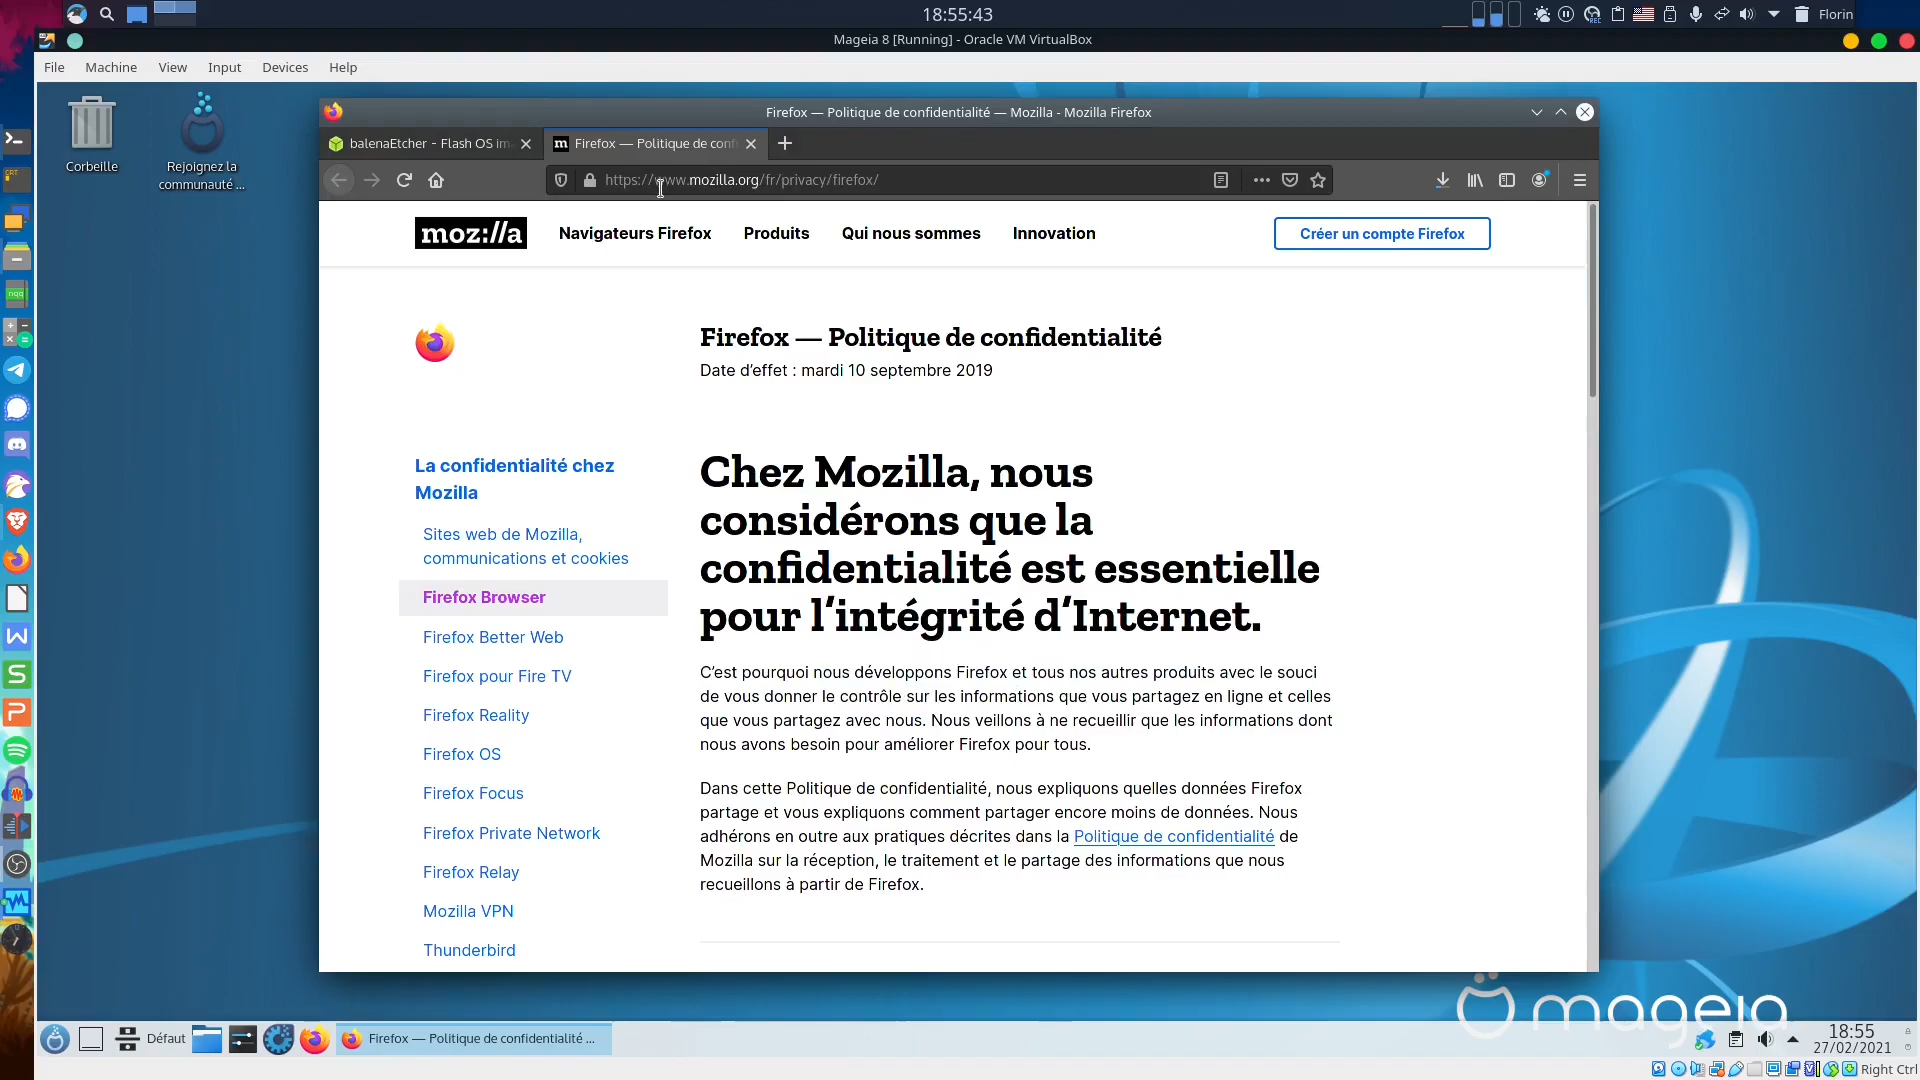 18:55:43
Florin
Mageia 8 [Running] - Oracle VM VirtualBox
File Machine View Input Devices Help
Corbeille
Rejoignez la
communauté ...
Firefox — Politique de confidentialité — Mozilla - Mozilla Firefox
balenaEtcher - Flash OS im
Firefox — Politique de conf
https://www.mozilla.org/fr/privacy/firefox/
moz://a
Navigateurs Firefox Produits Qui nous sommes Innovation
Créer un compte Firefox
Firefox — Politique de confidentialité
Date d'effet : mardi 10 septembre 2019
La confidentialité chez
Mozilla
Sites web de Mozilla,
communications et cookies
Firefox Browser
Firefox Better Web
Firefox pour Fire TV
Firefox Reality
Firefox OS
Firefox Focus
Firefox Private Network
Firefox Relay
Mozilla VPN
Thunderbird
Chez Mozilla, nous
considérons que la
confidentialité est essentielle
pour l'intégrité d'Internet.
C'est pourquoi nous développons Firefox et tous nos autres produits avec le souci
de vous donner le contrôle sur les informations que vous partagez en ligne et celles
que vous partagez avec nous. Nous veillons à ne recueillir que les informations dont
nous avons besoin pour améliorer Firefox pour tous.
Dans cette Politique de confidentialité, nous expliquons quelles données Firefox
partage et vous expliquons comment partager encore moins de données. Nous
adhérons en outre aux pratiques décrites dans la Politique de confidentialité de
Mozilla sur la réception, le traitement et le partage des informations que nous
recueillons à partir de Firefox.
mageia
Défaut
Firefox — Politique de confidentialité ...
18:55
27/02/2021
Right Ctrl